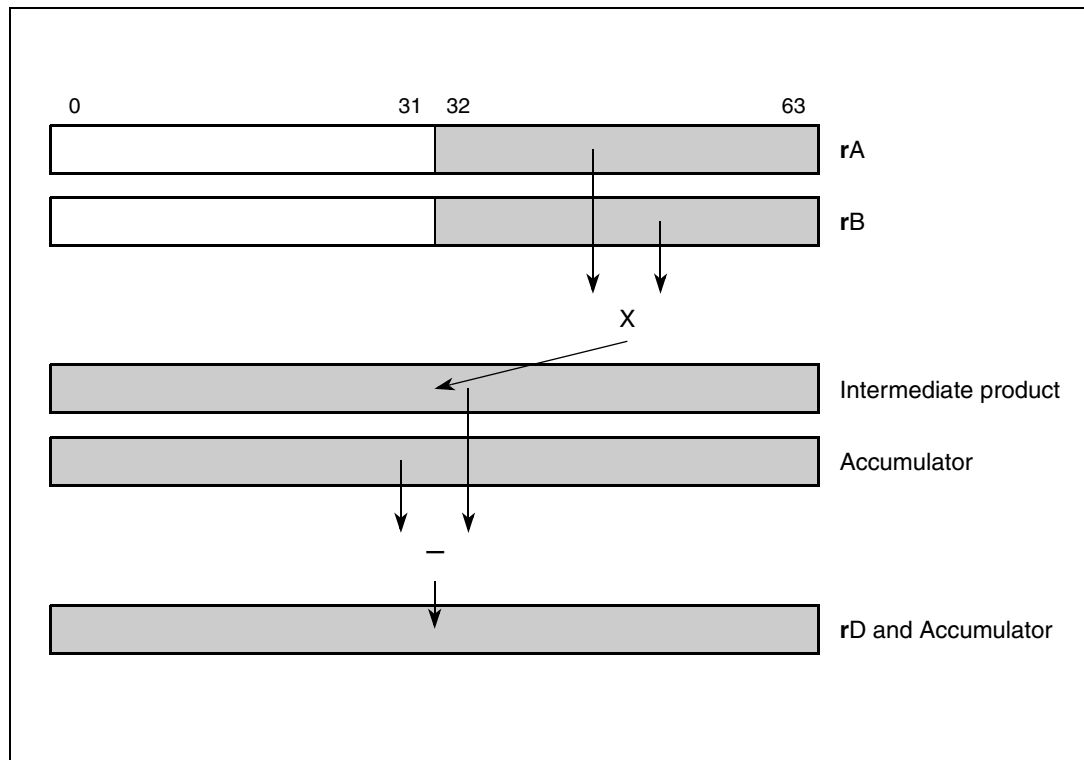 0 31 32 63
rA
rB
X
Intermediate product
Accumulator
–
rD and Accumulator